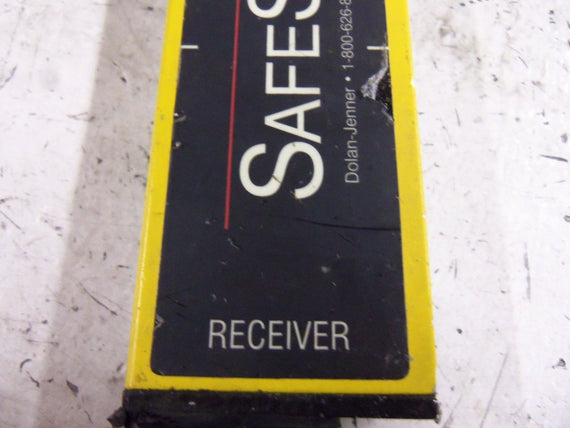 SAFES
Dolan-Jenner • 1-800-626-8
RECEIVER